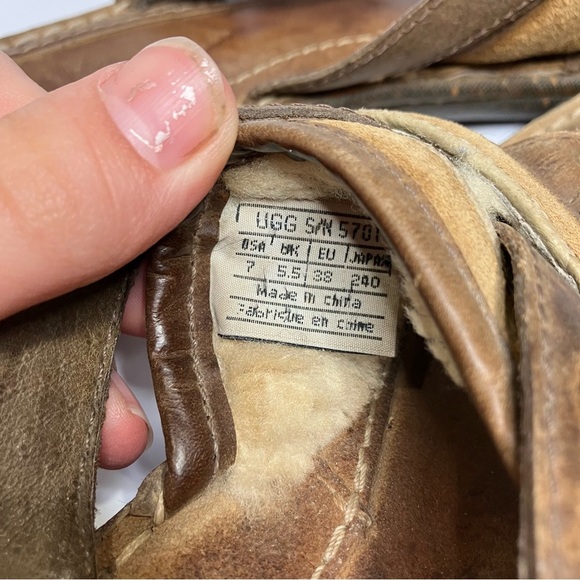 UGG S/N 5701
USA UK EU JAPAN
7 5.5 38 240
Made in china
Fabrique en chine